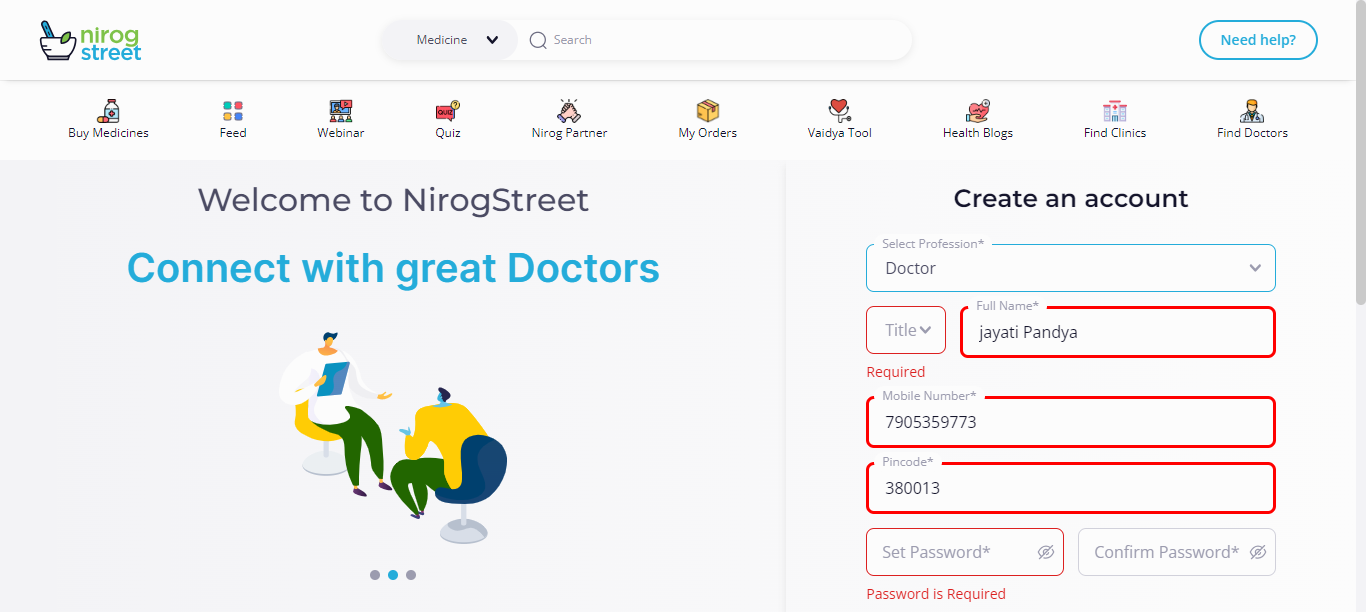 nirog
street
Medicine
Search
Need help?
Buy Medicines
Feed
QUIZ
Webinar
Quiz
Nirog Partner
My Orders
Vaidya Tool
Health Blogs
Find Clinics
Find Doctors
Welcome to NirogStreet
Connect with great Doctors
Create an account
Select Profession*
Doctor
Title
Full Name*
jayati Pandya
Required
Mobile Number*
7905359773
Pincode*
380013
Set Password*
Confirm Password*
Password is Required